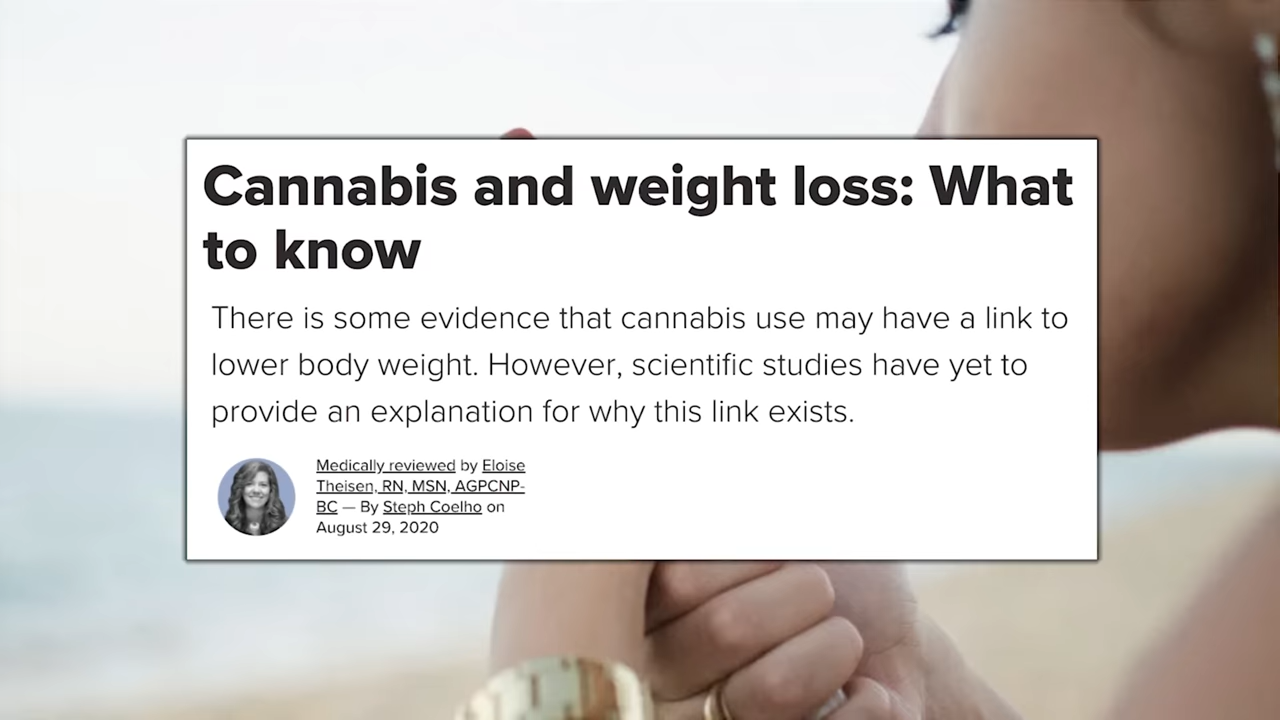 Cannabis and weight loss: What
to know
There is some evidence that cannabis use may have a link to
lower body weight. However, scientific studies have yet to
provide an explanation for why this link exists.
Medically reviewed by Eloise
Theisen, RN, MSN, AGPCNP-
BC — By Steph Coelho on
August 29, 2020